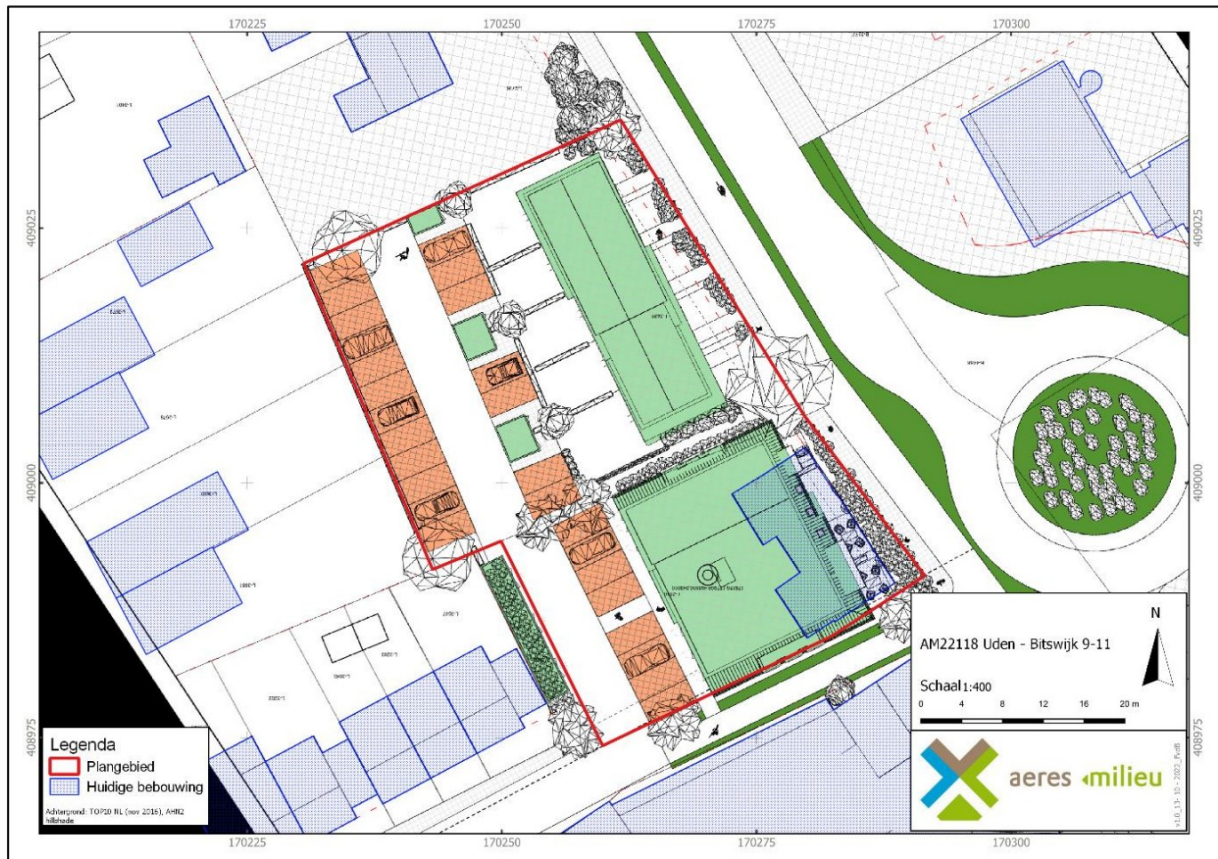 170225 170250 170275 170300
409025
409025
409000
409000
408975
408975
AM22118 Uden - Bitswijk 9-11
N
Schaal 1:400
0 4 8 12 16 20 m
aeres milieu
Legenda
Plangebied
Huidige bebouwing
Achtergrond: TOP10 NL (nov 2016), AHN2
hillshade
170225 170250 170275 170300